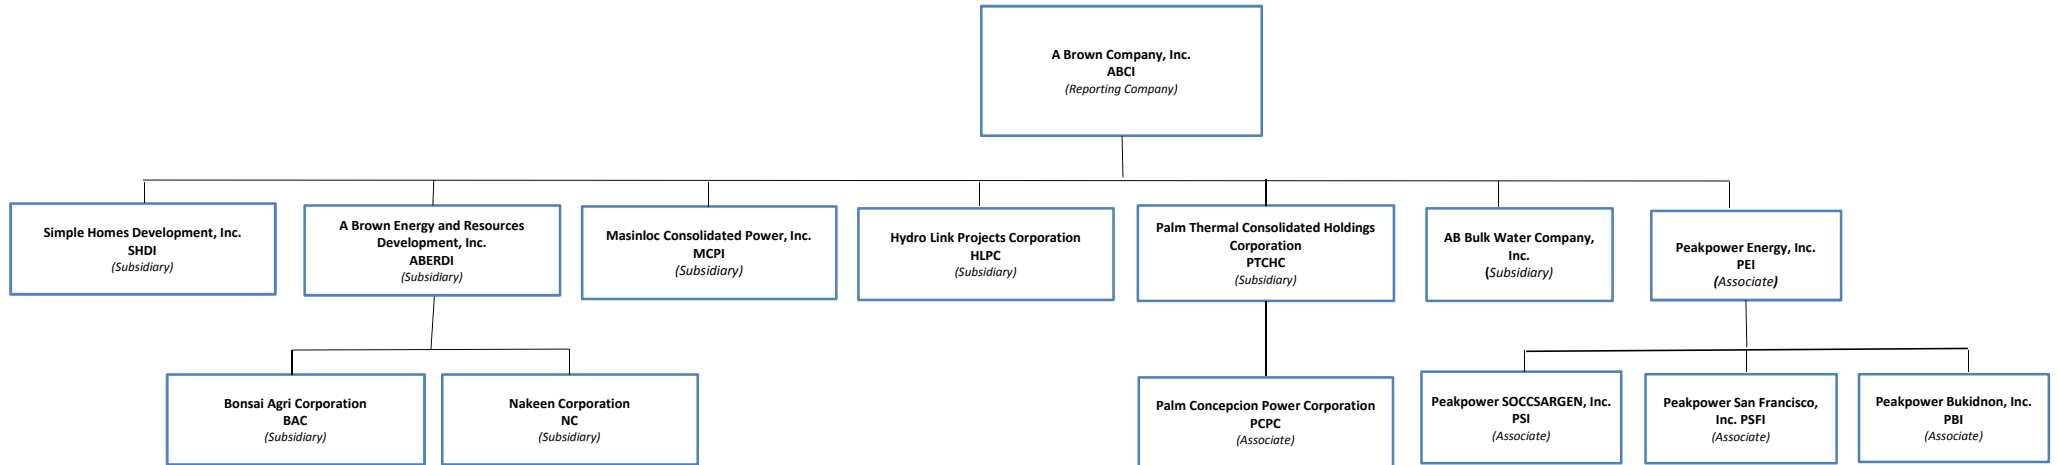 A Brown Company, Inc.
ABCI
(Reporting Company)
Simple Homes Development, Inc.
SHDI
(Subsidiary)
A Brown Energy and Resources
Development, Inc.
ABERDI
(Subsidiary)
Masinloc Consolidated Power, Inc.
MCPI
(Subsidiary)
Hydro Link Projects Corporation
HLPC
(Subsidiary)
Palm Thermal Consolidated Holdings
Corporation
PTCHC
(Subsidiary)
AB Bulk Water Company,
Inc.
(Subsidiary)
Peakpower Energy, Inc.
PEI
(Associate)
Bonsai Agri Corporation
BAC
(Subsidiary)
Nakeen Corporation
NC
(Subsidiary)
Palm Concepcion Power Corporation
PCPC
(Associate)
Peakpower SOCCSARGEN, Inc.
PSI
(Associate)
Peakpower San Francisco,
Inc. PSFI
(Associate)
Peakpower Bukidnon, Inc.
PBI
(Associate)